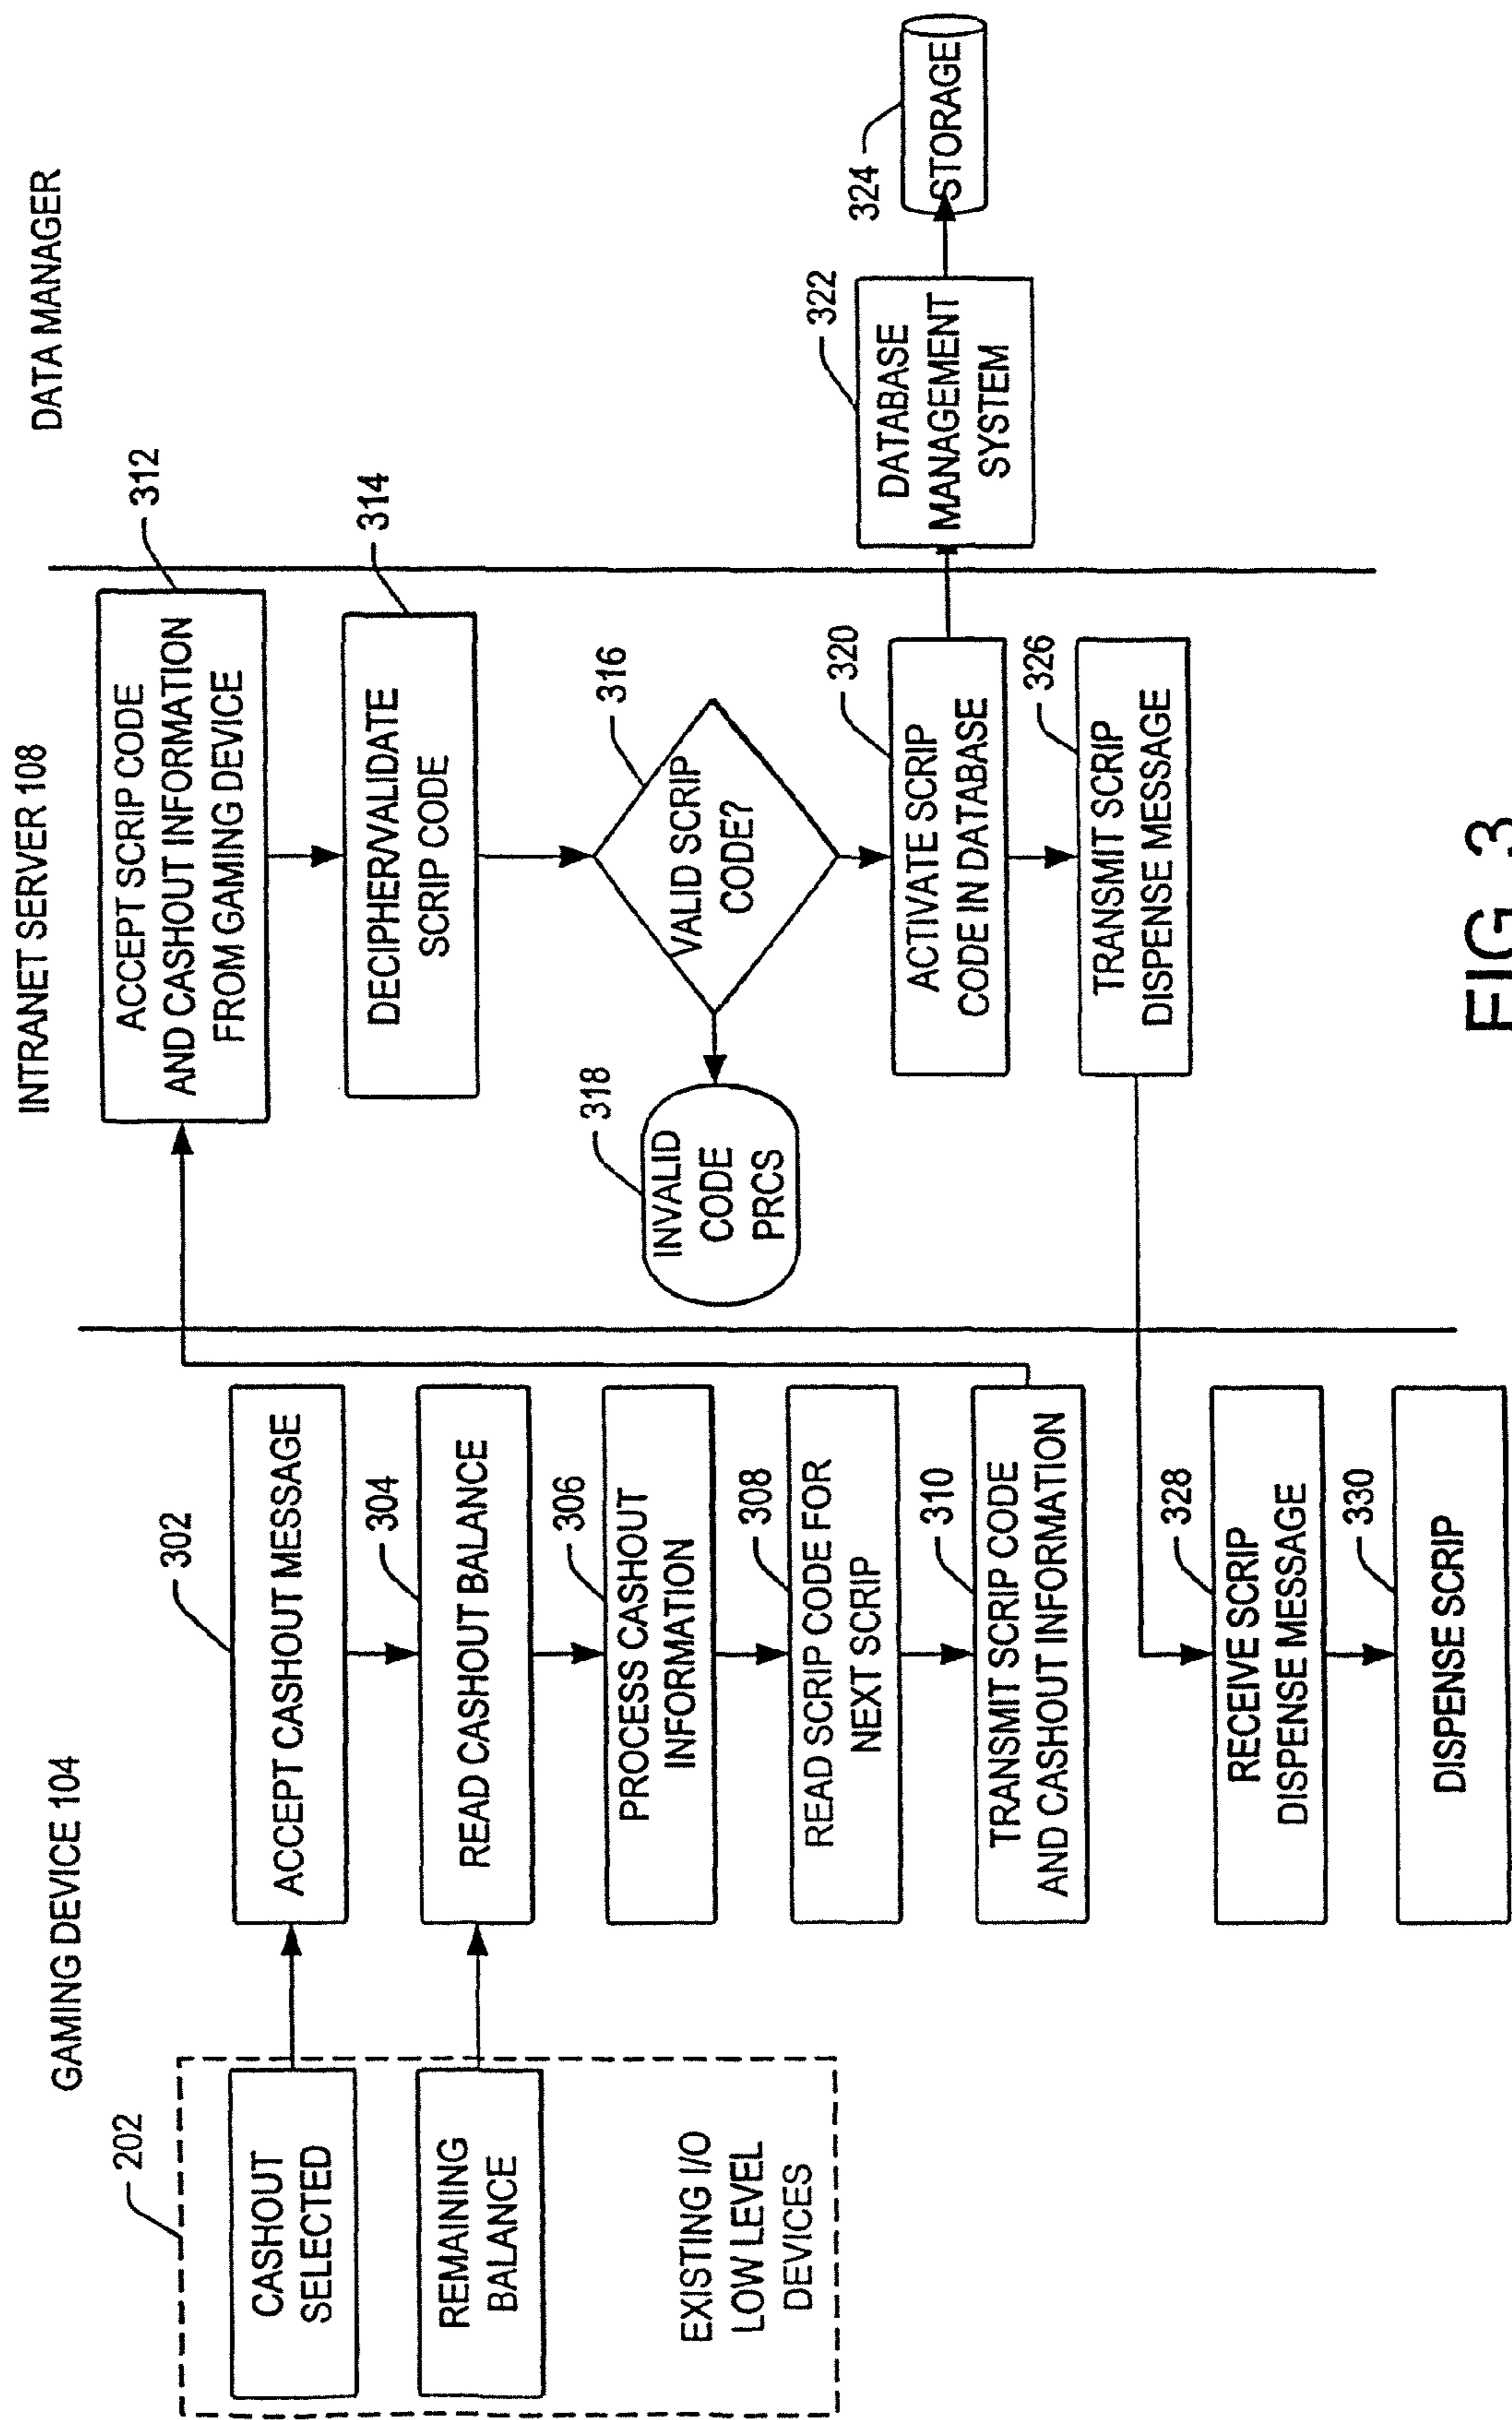 GAMING DEVICE 104
INTRANET SERVER 108
DATA MANAGER
202
CASHOUT
SELECTED
REMAINING
BALANCE
EXISTING I/O
LOW LEVEL
DEVICES
302
ACCEPT CASHOUT MESSAGE
304
READ CASHOUT BALANCE
306
PROCESS CASHOUT
INFORMATION
308
READ SCRIP CODE FOR
NEXT SCRIP
310
TRANSMIT SCRIP CODE
AND CASHOUT INFORMATION
328
RECEIVE SCRIP
DISPENSE MESSAGE
330
DISPENSE SCRIP
312
ACCEPT SCRIP CODE
AND CASHOUT INFORMATION
FROM GAMING DEVICE
314
DECIPHER/VALIDATE
SCRIP CODE
316
VALID SCRIP
CODE?
318
INVALID
CODE
PRCS
320
ACTIVATE SCRIP
CODE IN DATABASE
326
TRANSMIT SCRIP
DISPENSE MESSAGE
322
DATABASE
MANAGEMENT
SYSTEM
324
STORAGE
FIG. 3